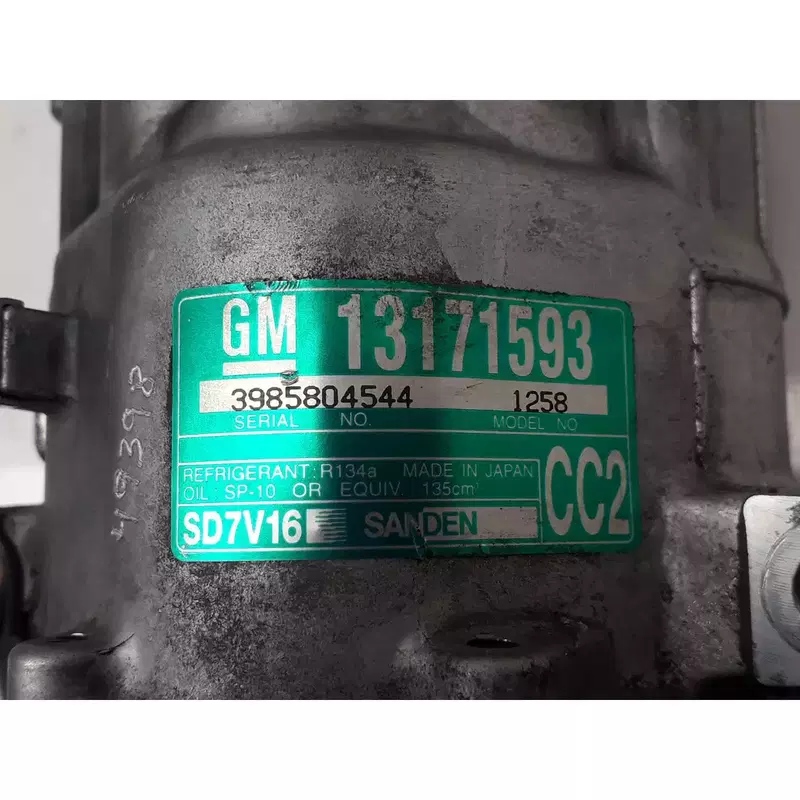 GM 13171593
3985804544 1258
SERIAL NO. MODEL NO
REFRIGERANT: R134a MADE IN JAPAN
OIL: SP-10 OR EQUIV. 135cm³
CC2
SD7V16 SANDEN
49398